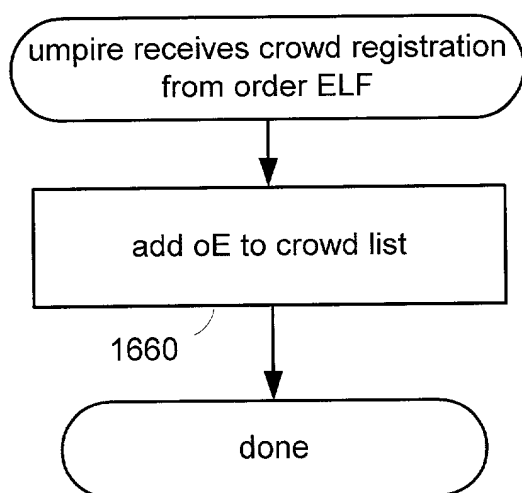 umpire receives crowd registration
from order ELF
add oE to crowd list
1660
done